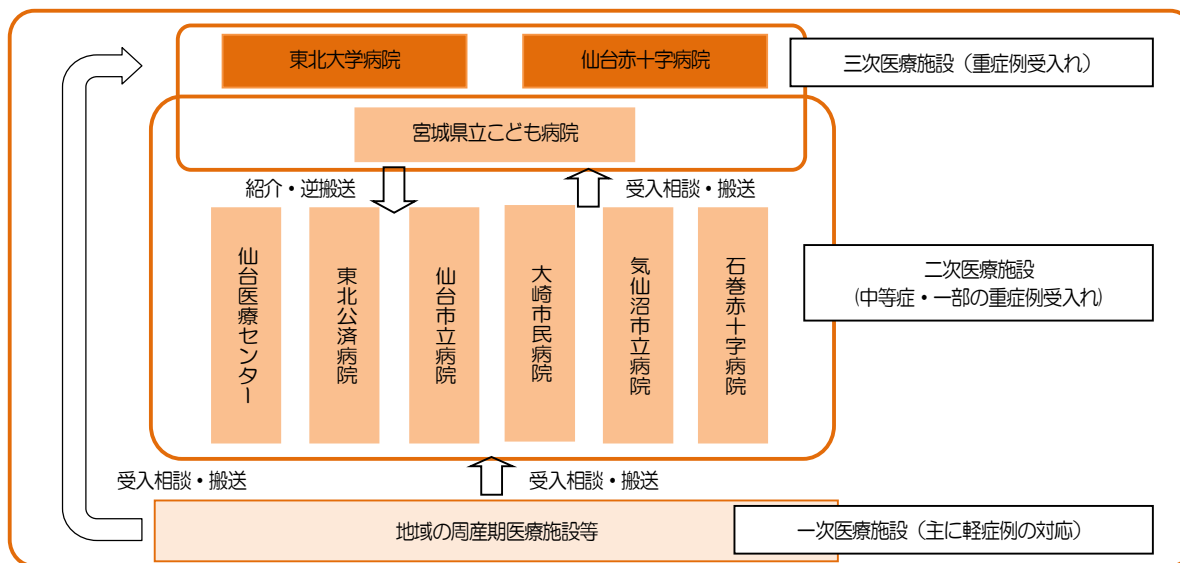 東北大学病院
仙台赤十字病院
三次医療施設（重症例受入れ）
宮城県立こども病院
紹介・逆搬送
受入相談・搬送
仙台医療センター
東北公済病院
仙台市立病院
大崎市民病院
気仙沼市立病院
石巻赤十字病院
二次医療施設
(中等症・一部の重症例受入れ)
受入相談・搬送
受入相談・搬送
地域の周産期医療施設等
一次医療施設（主に軽症例の対応）